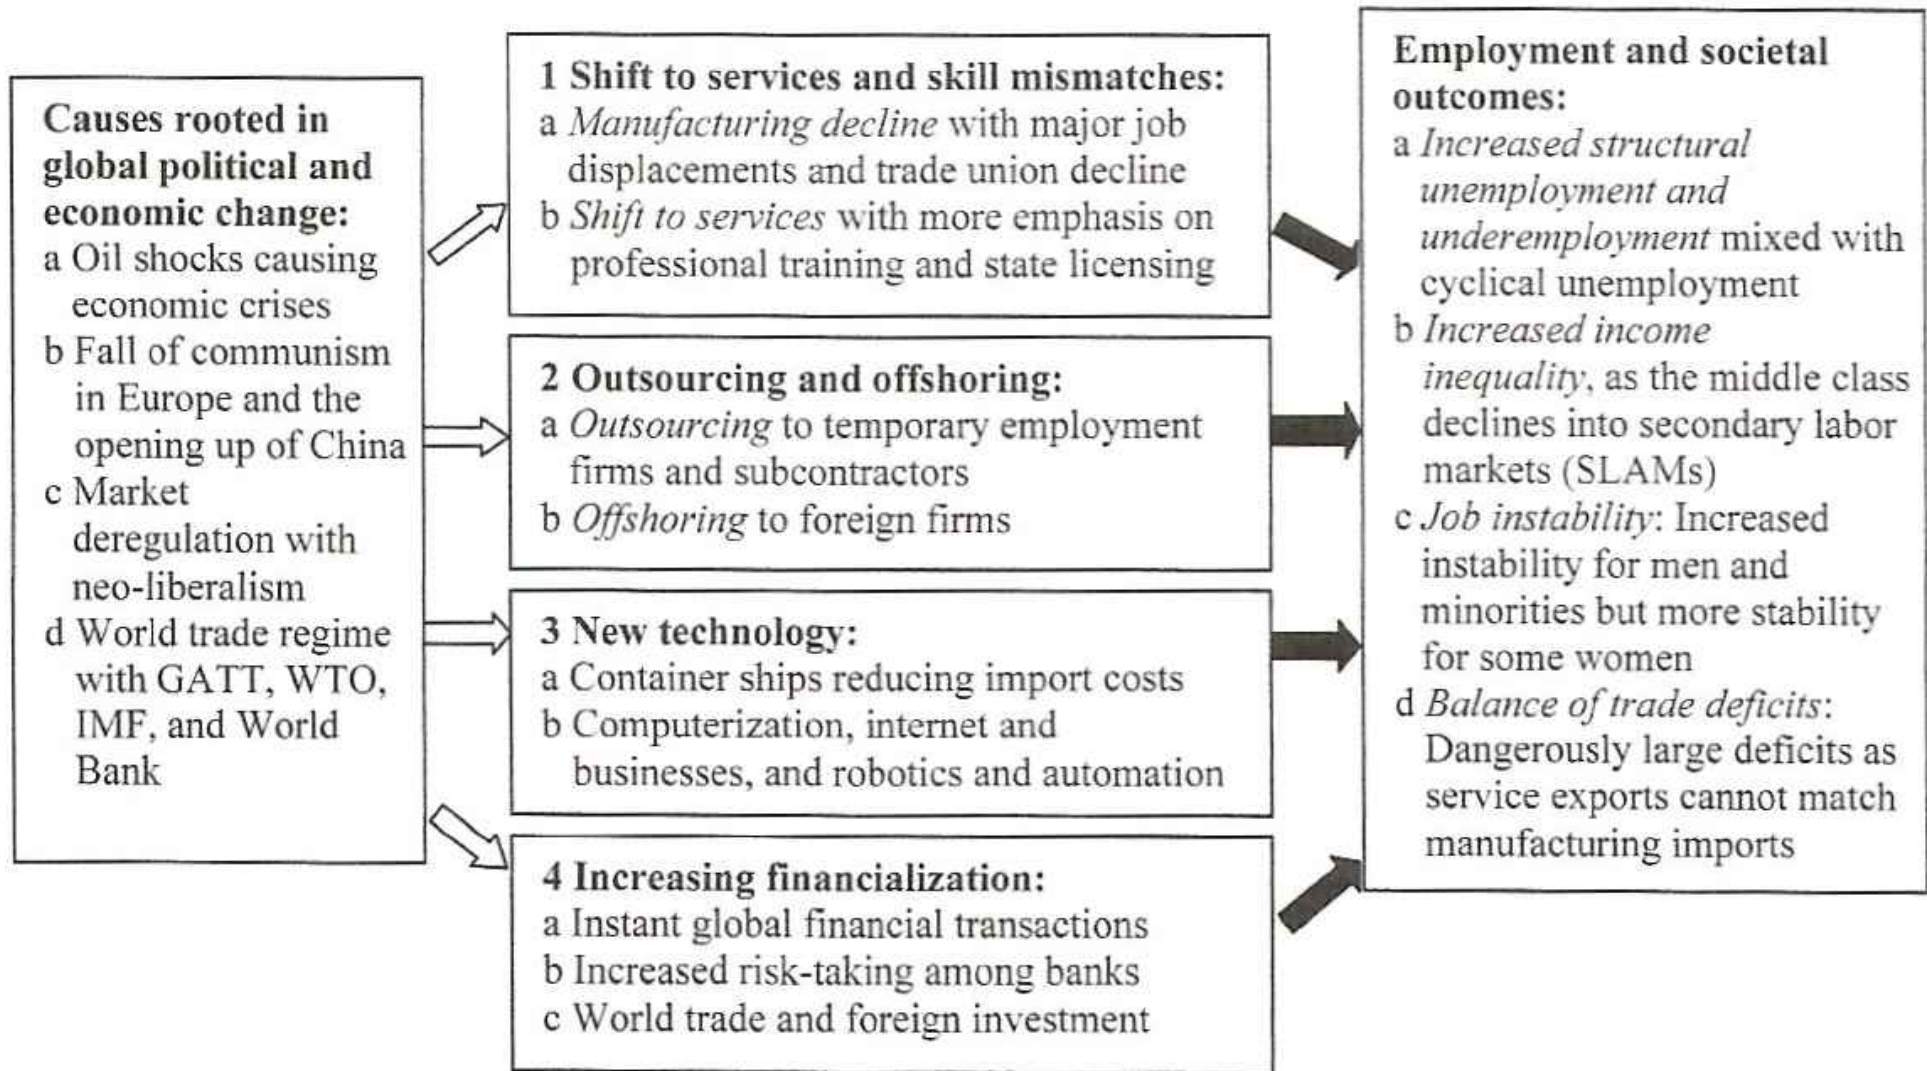 Causes rooted in
global political and
economic change:
a Oil shocks causing
economic crises
b Fall of communism
in Europe and the
opening up of China
c Market
deregulation with
neo-liberalism
d World trade regime
with GATT, WTO,
IMF, and World
Bank
1 Shift to services and skill mismatches:
a Manufacturing decline with major job
displacements and trade union decline
b Shift to services with more emphasis on
professional training and state licensing
2 Outsourcing and offshoring:
a Outsourcing to temporary employment
firms and subcontractors
b Offshoring to foreign firms
3 New technology:
a Container ships reducing import costs
b Computerization, internet and
businesses, and robotics and automation
4 Increasing financialization:
a Instant global financial transactions
b Increased risk-taking among banks
c World trade and foreign investment
Employment and societal
outcomes:
a Increased structural
unemployment and
underemployment mixed with
cyclical unemployment
b Increased income
inequality, as the middle class
declines into secondary labor
markets (SLAMs)
c Job instability: Increased
instability for men and
minorities but more stability
for some women
d Balance of trade deficits:
Dangerously large deficits as
service exports cannot match
manufacturing imports